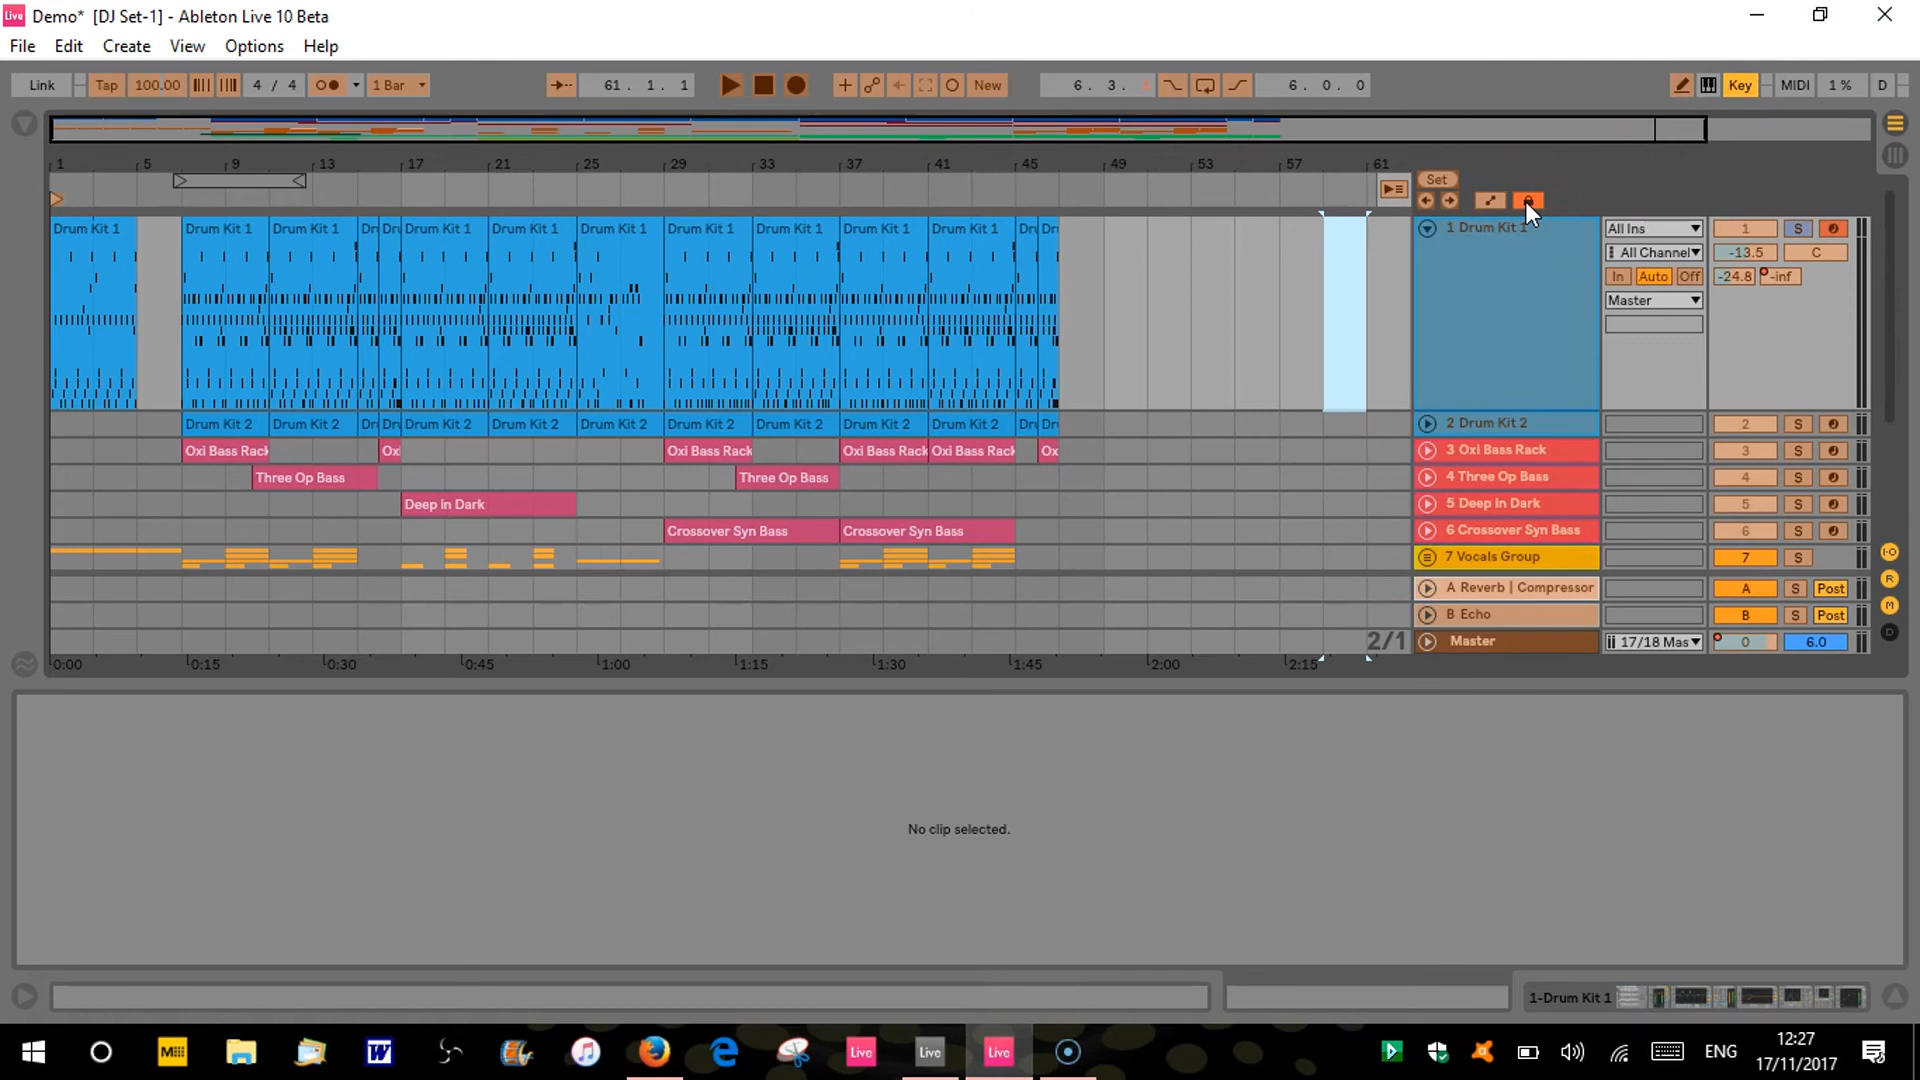 Live Demo* [DJ Set-1] - Ableton Live 10 Beta
File Edit Create View Options Help
Link Tap 100.00 4 / 4 1 Bar 61. 1. 1 New 6. 3. 6. 0. 0 Key MIDI 1 % D
1 5 9 13 17 21 25 29 33 37 41 45 49 53 57 61
Set
Drum Kit 1 Drum Kit 1 Drum Kit 1 Drum Kit 1 Drum Kit 1 Drum Kit 1 Drum Kit 1 Drum Kit 1 Drum Kit 1 Drum Kit 1
1 Drum Kit 1 All Ins 1 S
All Channel -13.5 C
In Auto Off -24.8 -inf
Master
Drum Kit 2 Drum Kit 2 Drum Kit 2 Drum Kit 2 Drum Kit 2 Drum Kit 2 Drum Kit 2 Drum Kit 2 Drum Kit 2
2 Drum Kit 2 2 S
Oxi Bass Rack Ox Oxi Bass Rack Oxi Bass Rack Oxi Bass Rack Ox
3 Oxi Bass Rack 3 S
Three Op Bass Three Op Bass
4 Three Op Bass 4 S
Deep in Dark
5 Deep in Dark 5 S
Crossover Syn Bass Crossover Syn Bass
6 Crossover Syn Bass 6 S
7 Vocals Group 7 S
A Reverb | Compressor A S Post
B Echo B S Post
2/1 Master 17/18 Mas 0 6.0
0:00 0:15 0:30 0:45 1:00 1:15 1:30 1:45 2:00 2:15
I-O
R
M
D
No clip selected.
1-Drum Kit 1
Live Live Live
ENG
12:27
17/11/2017